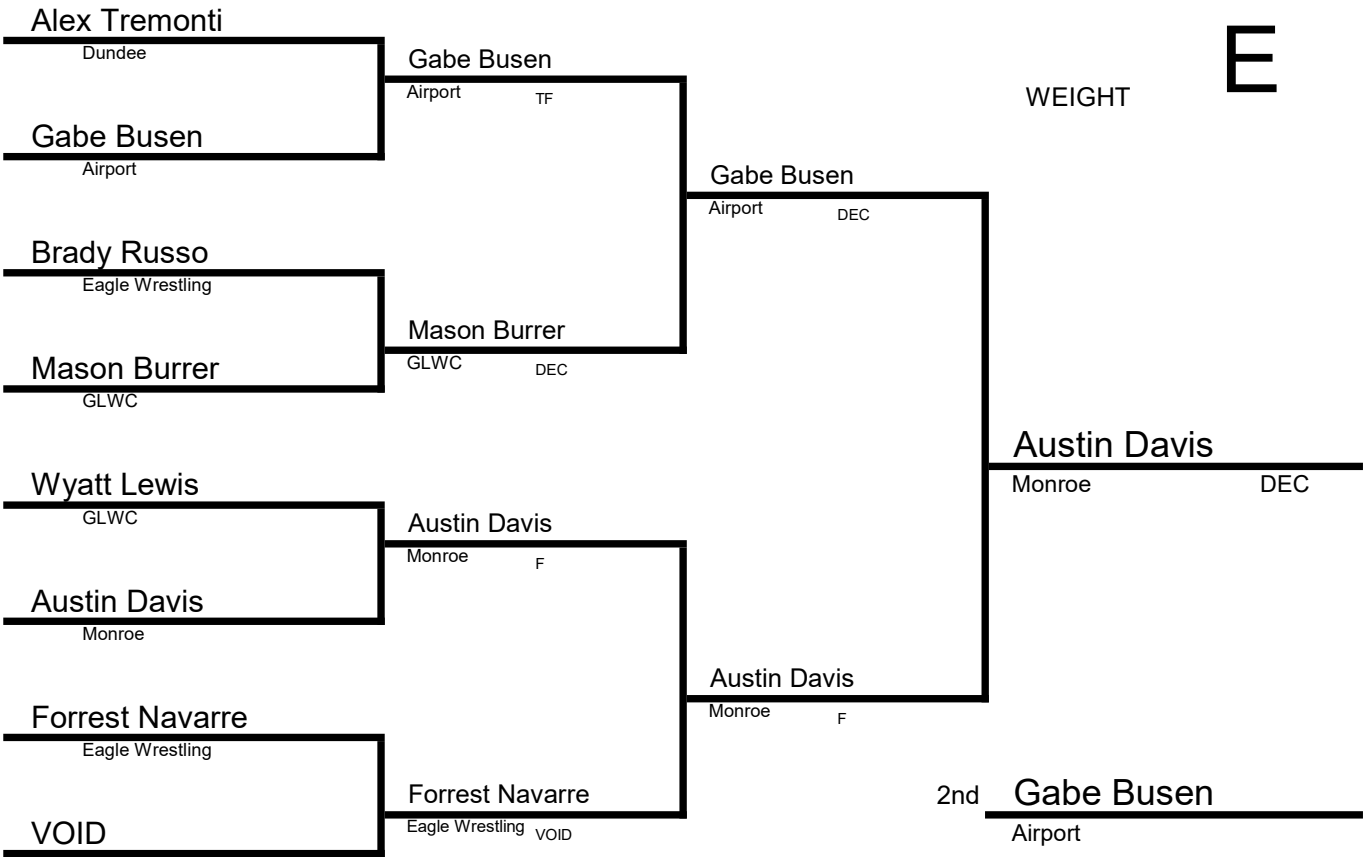 Alex Tremonti
Dundee
Gabe Busen
Airport TF
E
WEIGHT
Gabe Busen
Airport
Gabe Busen
Airport DEC
Brady Russo
Eagle Wrestling
Mason Burrer
GLWC DEC
Mason Burrer
GLWC
Austin Davis
Monroe DEC
Wyatt Lewis
GLWC
Austin Davis
Monroe F
Austin Davis
Monroe
Austin Davis
Monroe F
Forrest Navarre
Eagle Wrestling
Forrest Navarre
Eagle Wrestling VOID
2nd Gabe Busen
Airport
VOID